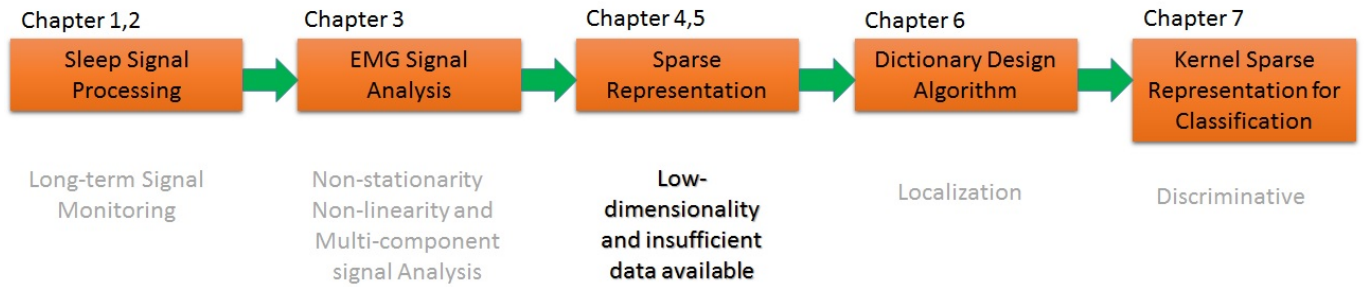 Chapter 1,2
Sleep Signal
Processing
Long-term Signal
Monitoring
Chapter 3
EMG Signal
Analysis
Non-stationarity
Non-linearity and
Multi-component
signal Analysis
Chapter 4,5
Sparse
Representation
Low-
dimensionality
and insufficient
data available
Chapter 6
Dictionary Design
Algorithm
Localization
Chapter 7
Kernel Sparse
Representation for
Classification
Discriminative